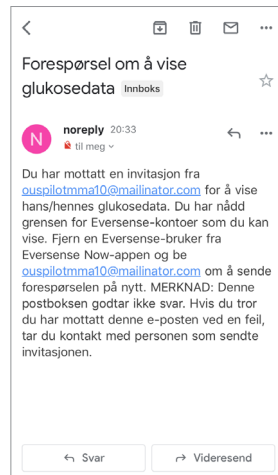 Forespørsel om å vise
glukosedata Innboks
N
noreply 20:33
til meg
Du har mottatt en invitasjon fra
ouspilotmma10@mailinator.com for å vise
hans/hennes glukosedata. Du har nådd
grensen for Eversense-kontoer som du kan
vise. Fjern en Eversense-bruker fra
Eversense Now-appen og be
ouspilotmma10@mailinator.com om å sende
forespørselen på nytt. MERKNAD: Denne
postboksen godtar ikke svar. Hvis du tror
du har mottatt denne e-posten ved en feil,
tar du kontakt med personen som sendte
invitasjonen.
Svar Videresend